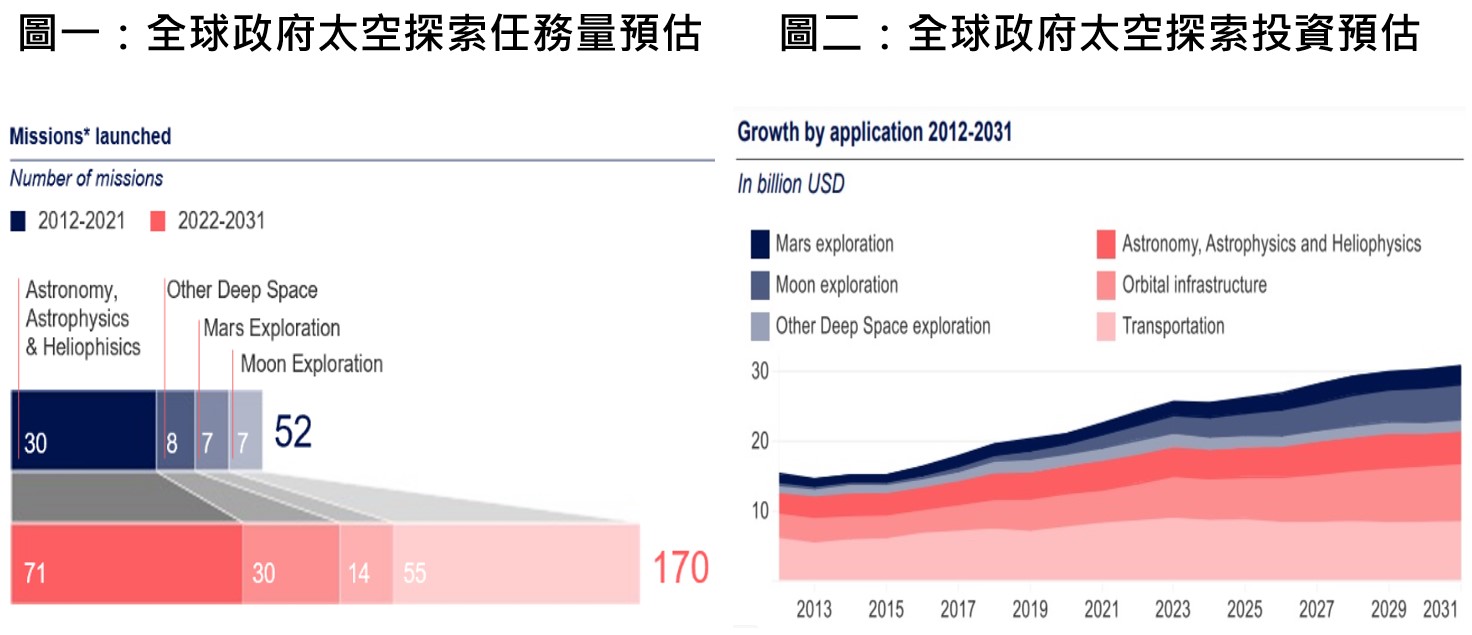 圖一：全球政府太空探索任務量預估
Missions* launched
Number of missions
2012-2021
2022-2031
Astronomy,
Astrophysics
& Heliophisics
Other Deep Space
Mars Exploration
Moon Exploration
30
8
7
7
52
71
30
14
55
170
圖二：全球政府太空探索投資預估
Growth by application 2012-2031
In billion USD
Mars exploration
Moon exploration
Other Deep Space exploration
Astronomy, Astrophysics and Heliophysics
Orbital infrastructure
Transportation
30
20
10
2013 2015 2017 2019 2021 2023 2025 2027 2029 2031